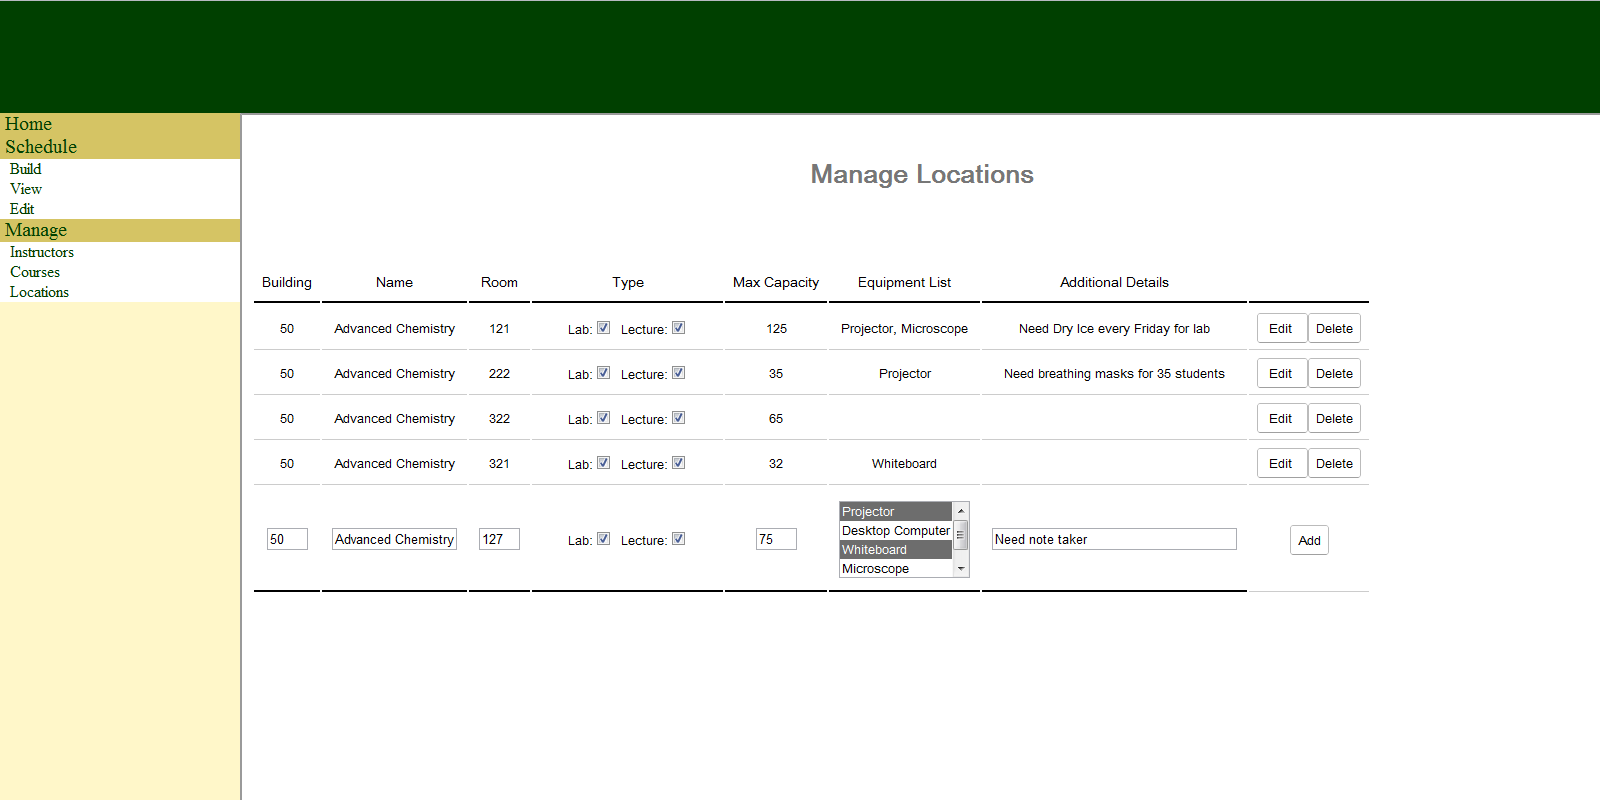 Home
Schedule
Build
View
Edit
Manage
Instructors
Courses
Locations
Manage Locations
Building Name Room Type Max Capacity Equipment List Additional Details
50 Advanced Chemistry 121 Lab: Lecture: 125 Projector, Microscope Need Dry Ice every Friday for lab Edit Delete
50 Advanced Chemistry 222 Lab: Lecture: 35 Projector Need breathing masks for 35 students Edit Delete
50 Advanced Chemistry 322 Lab: Lecture: 65 Edit Delete
50 Advanced Chemistry 321 Lab: Lecture: 32 Whiteboard Edit Delete
50 Advanced Chemistry 127 Lab: Lecture: 75 Need note taker Add
Projector
Desktop Computer
Whiteboard
Microscope